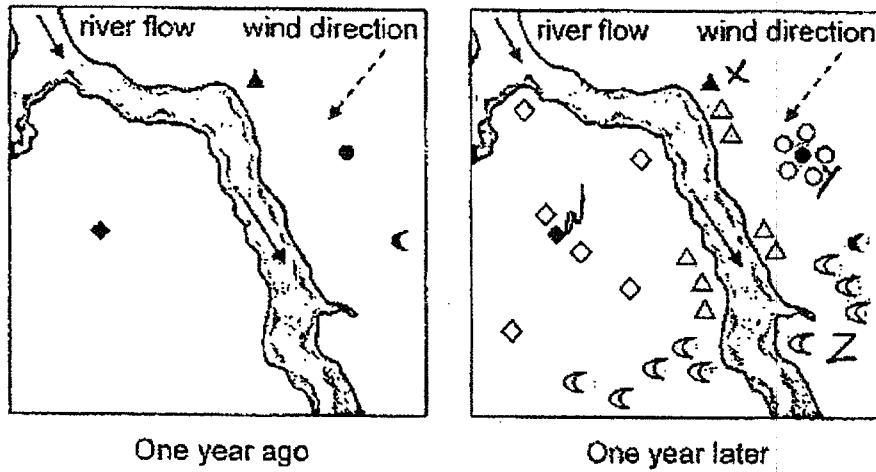 river flow wind direction
river flow wind direction
X
Y
Z
One year ago
One year later